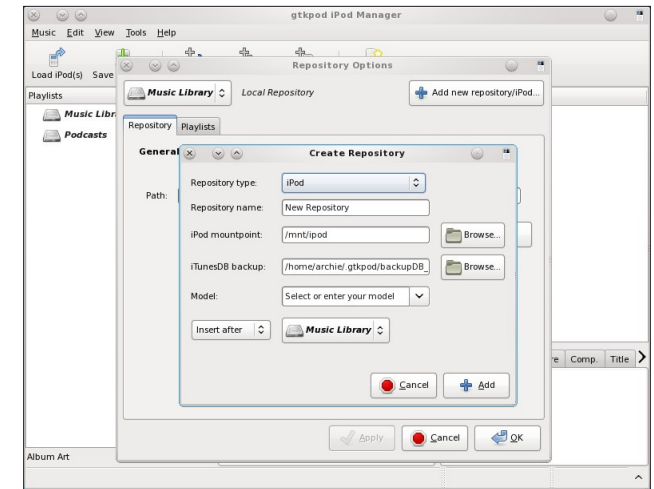 gtkpod iPod Manager
Music Edit View Tools Help
Load iPod(s) Save
Playlists
Music Libr
Podcasts
Repository Options
Music Library Local Repository Add new repository/iPod...
Repository Playlists
General
Path:
Create Repository
Repository type: iPod
Repository name: New Repository
iPod mountpoint: /mnt/ipod Browse...
iTunesDB backup: /home/archie/.gtkpod/backupDB_ Browse...
Model: Select or enter your model
Insert after Music Library
Cancel Add
re Comp. Title
Apply Cancel OK
Album Art